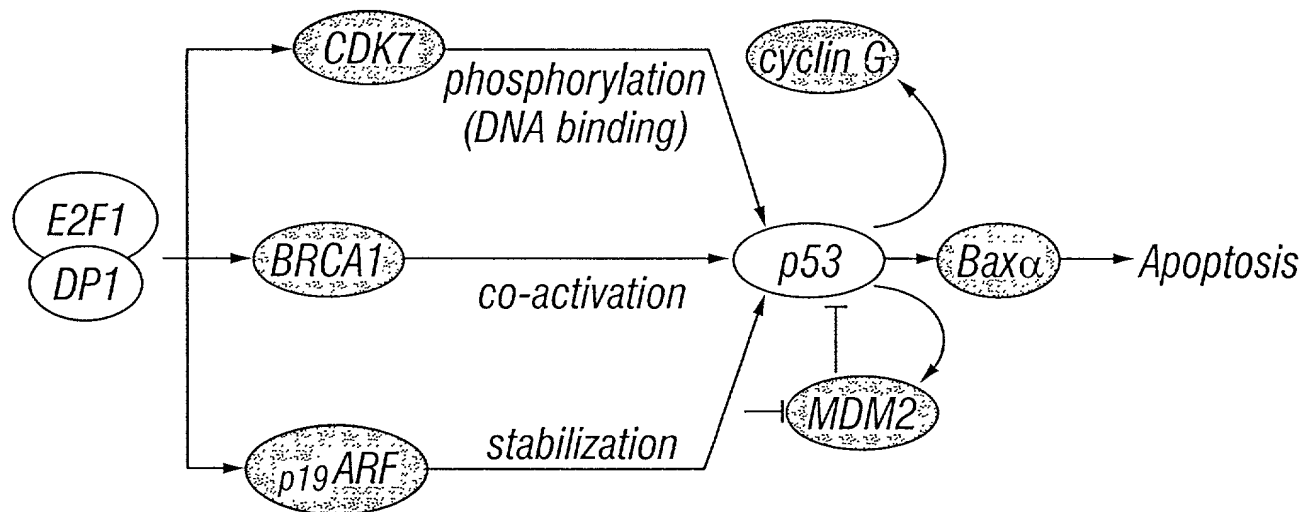 CDK7
phosphorylation
(DNA binding)
cyclin G
E2F1
DP1
BRCA1
co-activation
p53
Baxα
Apoptosis
MDM2
p19ARF
stabilization